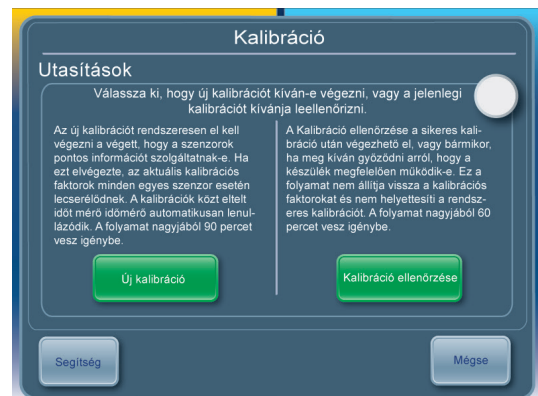 Kalibráció
Utasítások
Válassza ki, hogy új kalibrációt kíván-e végezni, vagy a jelenlegi
kalibrációt kívánja leellenőrizni.
Az új kalibrációt rendszeresen el kell
végezni a végett, hogy a szenzorok
pontos információt szolgáltatnak-e. Ha
ezt elvégezte, az aktuális kalibrációs
faktorok minden egyes szenzor esetén
lecserélődnek. A kalibrációk közt eltelt
időt mérő időmérő automatikusan lenul-
lázódik. A folyamat nagyjából 90 percet
vesz igénybe.
Új kalibráció
A Kalibráció ellenőrzése a sikeres kali-
bráció után végezhető el, vagy bármikor,
ha meg kíván győződni arról, hogy a
készülék megfelelően működik-e. Ez a
folyamat nem állítja vissza a kalibrációs
faktorokat és nem helyettesíti a rendsz-
eres kalibrációt. A folyamat nagyjából 60
percet vesz igénybe.
Kalibráció ellenőrzése
Segítség
Mégse